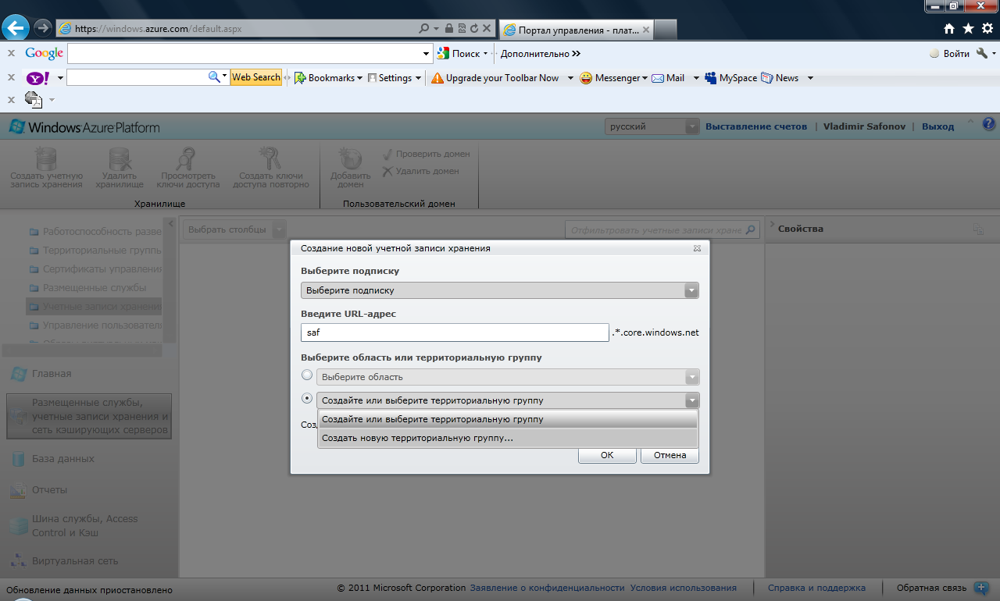 https://windows.azure.com/default.aspx
Портал управления - плат...
Google
Поиск
Дополнительно
Войти
Y!
Web Search
Bookmarks
Settings
Upgrade your Toolbar Now
Messenger
Mail
MySpace
News
Windows Azure Platform
русский
Выставление счетов | Vladimir Safonov | Выход
Создать учетную
запись хранения
Удалить
хранилище
Просмотреть
ключи доступа
Создать ключи
доступа повторно
Хранилище
Добавить
домен
Проверить домен
Удалить домен
Пользовательский домен
Работоспособность разве
Территориальные группы
Сертификаты управления
Размещенные службы
Учетные записи хранения
Управление пользовател
Выбрать столбцы
Отфильтровать учетные записи хране
Свойства
Создание новой учетной записи хранения
Выберите подписку
Выберите подписку
Введите URL-адрес
saf
.*.core.windows.net
Выберите область или территориальную группу
Выберите область
Создайте или выберите территориальную группу
Создайте или выберите территориальную группу
Соз
Создать новую территориальную группу...
OK
Отмена
Главная
Размещенные службы,
учетные записи хранения и
сеть кэширующих серверов
База данных
Отчеты
Шина службы, Access
Control и Кэш
Виртуальная сеть
Обновление данных приостановлено
© 2011 Microsoft Corporation Заявление о конфиденциальности Условия использования
Справка и поддержка
Обратная связь